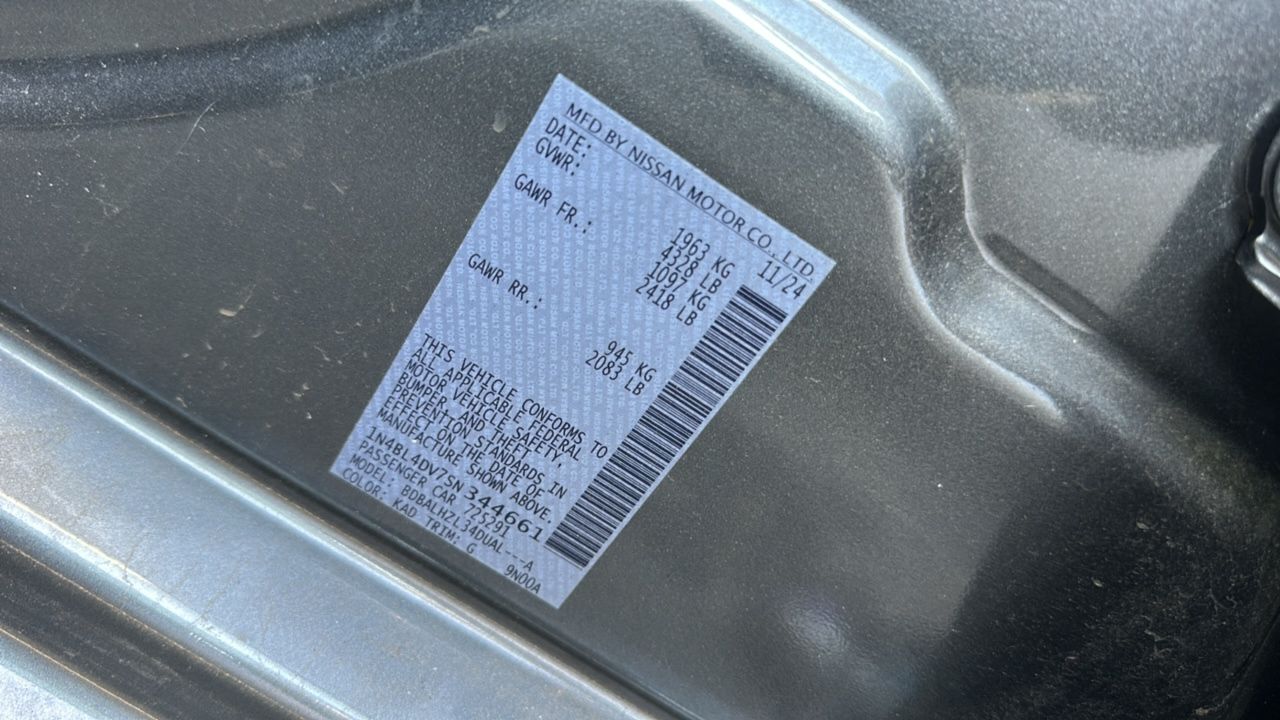 MFD BY NISSAN MOTOR CO., LTD.
DATE: 11/24
GVWR: 1963 KG
4328 LB
GAWR FR.: 1097 KG
2418 LB
GAWR RR.: 945 KG
2083 LB
THIS VEHICLE CONFORMS TO
ALL APPLICABLE FEDERAL
MOTOR VEHICLE SAFETY,
BUMPER, AND THEFT
PREVENTION STANDARDS IN
EFFECT ON THE DATE OF
MANUFACTURE SHOWN ABOVE.
1N4BL4DV7SN344661
PASSENGER CAR 725291
MODEL: BDBALHZL34DUAL---A
COLOR: KAD TRIM: G
9N00A